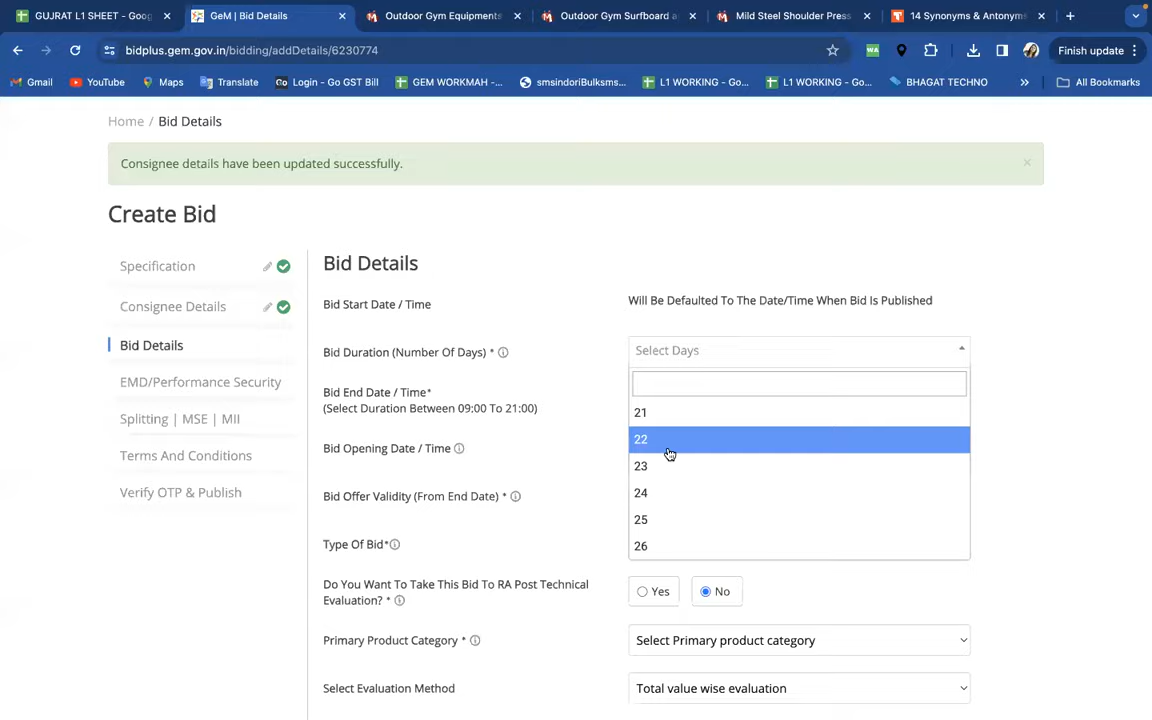 GUJRAT L1 SHEET - Goog
GeM | Bid Details
Outdoor Gym Equipments
Outdoor Gym Surfboard a
Mild Steel Shoulder Press
14 Synonyms & Antonyms
bidplus.gem.gov.in/bidding/addDetails/6230774
WA
Finish update
Gmail
YouTube
Maps
Translate
Login - Go GST Bill
GEM WORKMAH -...
smsindoriBulksms...
L1 WORKING - Go...
L1 WORKING - Go...
BHAGAT TECHNO
All Bookmarks
Home / Bid Details
Consignee details have been updated successfully.
Create Bid
Specification
Consignee Details
Bid Details
EMD/Performance Security
Splitting | MSE | MII
Terms And Conditions
Verify OTP & Publish
Bid Details
Bid Start Date / Time
Will Be Defaulted To The Date/Time When Bid Is Published
Bid Duration (Number Of Days) *
Select Days
21
22
23
24
25
26
Bid End Date / Time*
(Select Duration Between 09:00 To 21:00)
Bid Opening Date / Time
Bid Offer Validity (From End Date) *
Type Of Bid*
Do You Want To Take This Bid To RA Post Technical
Evaluation? *
Yes
No
Primary Product Category *
Select Primary product category
Select Evaluation Method
Total value wise evaluation